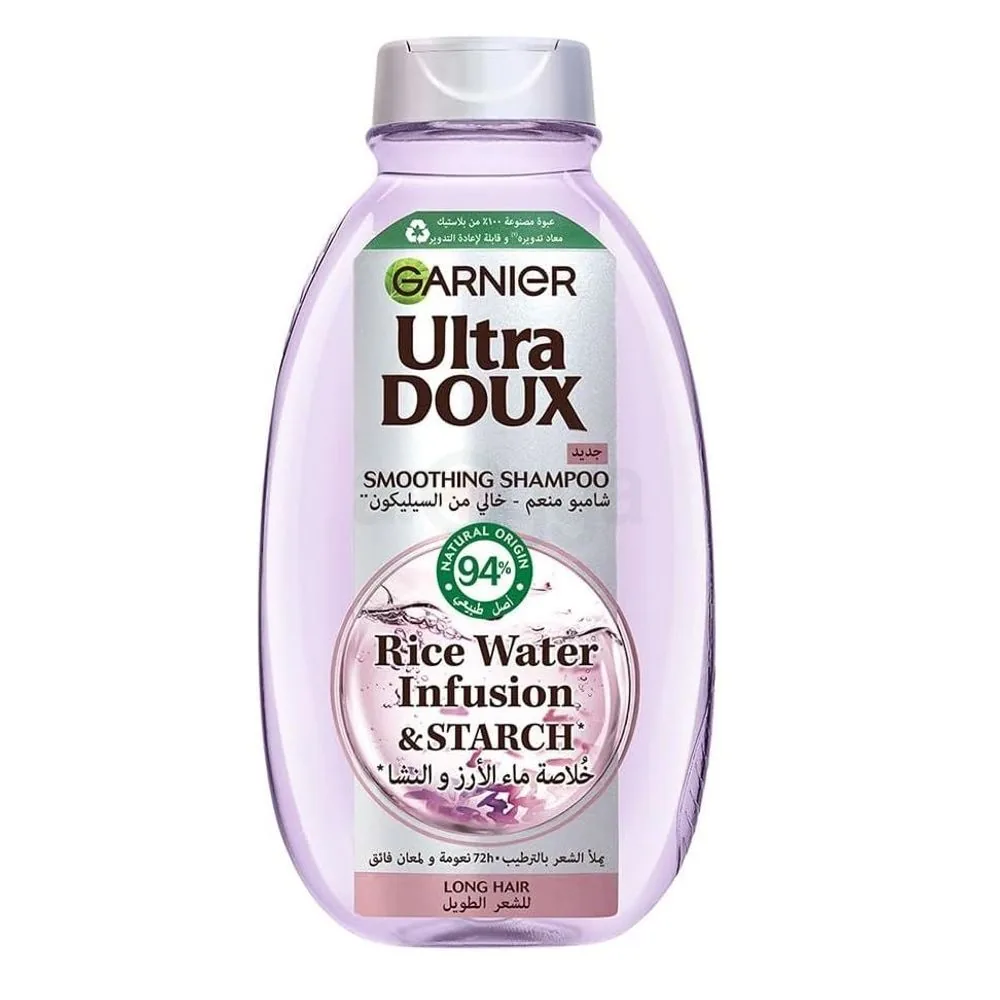 عبوة مصنوعة ١٠٠٪ من بلاستيك
معاد تدويره⁽¹⁾ و قابلة لإعادة التدوير
GARNIER
Ultra
DOUX
جديد
SMOOTHING SHAMPOO
شامبو منعم - خالي من السيليكون**
NATURAL ORIGIN
94%
أصل طبيعي
Rice Water
Infusion
& STARCH*
خُلاصة ماء الأرز و النشا*
يملأ الشعر بالترطيب • 72h نعومة و لمعان فائق
LONG HAIR
للشعر الطويل